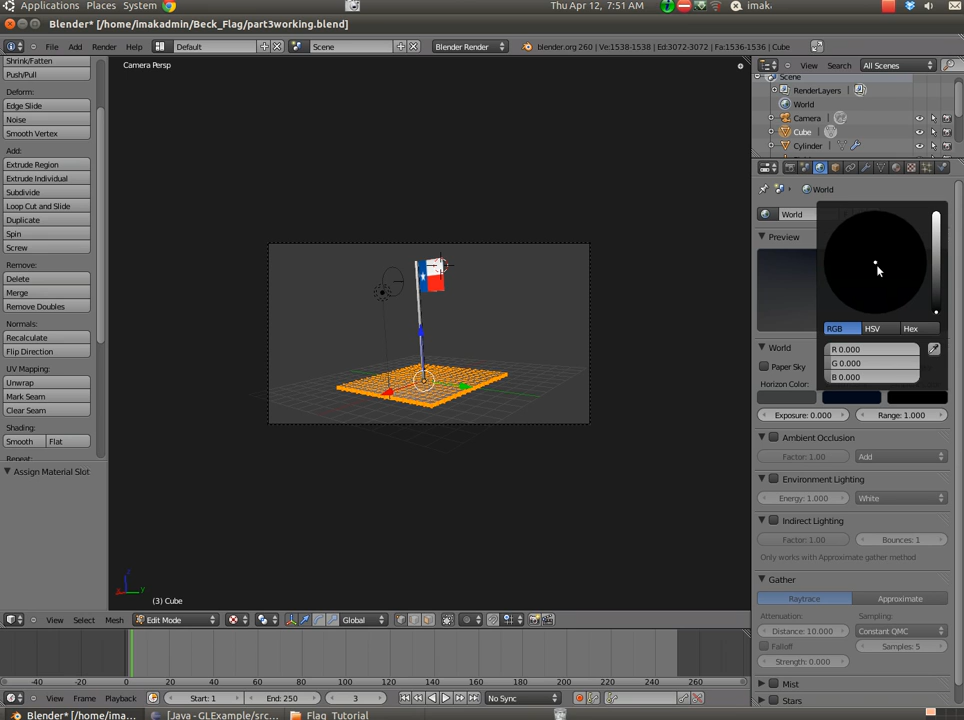 Applications Places System Thu Apr 12, 7:51 AM imak
Blender* [/home/imakadmin/Beck_Flag/part3working.blend]
File Add Render Help Default Scene Blender Render blender.org 260 | Ve:1538-1538 | Ed:3072-3072 | Fa:1536-1536 | Cube
Shrink/Fatten
Push/Pull
Deform:
Edge Slide
Noise
Smooth Vertex
Add:
Extrude Region
Extrude Individual
Subdivide
Loop Cut and Slide
Duplicate
Spin
Screw
Remove:
Delete
Merge
Remove Doubles
Normals:
Recalculate
Flip Direction
UV Mapping:
Unwrap
Mark Seam
Clear Seam
Shading:
Smooth Flat
Repeat:
Assign Material Slot
Camera Persp
(3) Cube
View Search All Scenes
Scene
RenderLayers
World
Camera
Cube
Cylinder
World
World
Preview
RGB HSV Hex
R 0.000
G 0.000
B 0.000
World
Paper Sky
Horizon Color:
Exposure: 0.000 Range: 1.000
Ambient Occlusion
Factor: 1.00 Add
Environment Lighting
Energy: 1.000 White
Indirect Lighting
Factor: 1.00 Bounces: 1
Only works with Approximate gather method
Gather
Raytrace Approximate
Attenuation: Sampling:
Distance: 10.000 Constant QMC
Falloff Samples: 5
Strength: 0.000
Mist
Stars
View Select Mesh Edit Mode Global
-40 -20 0 20 40 60 80 100 120 140 160 180 200 220 240 260
View Frame Playback Start: 1 End: 250 3 No Sync
Blender* [/home/ima... [Java - GLExample/src... Flag_Tutorial